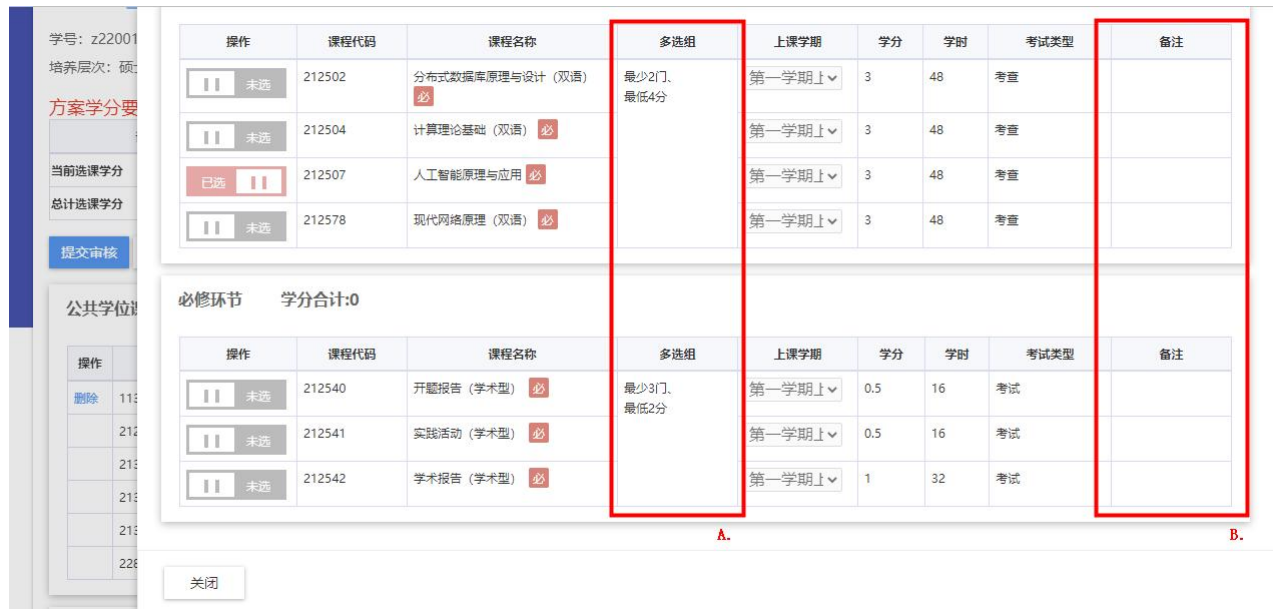 学号：z22001
培养层次：硕
方案学分要
当前选课学分
总计选课学分
提交审核
公共学位
操作
删除 113
212
213
213
213
228
操作 课程代码 课程名称 多选组 上课学期 学分 学时 考试类型 备注
未选 212502 分布式数据库原理与设计（双语） 最少2门、 第一学期上 3 48 考查
必 最低4分
未选 212504 计算理论基础（双语） 必 第一学期上 3 48 考查
已选 212507 人工智能原理与应用 必 第一学期上 3 48 考查
未选 212578 现代网络原理（双语） 必 第一学期上 3 48 考查
必修环节 学分合计:0
操作 课程代码 课程名称 多选组 上课学期 学分 学时 考试类型 备注
未选 212540 开题报告（学术型） 必 最少3门、 第一学期上 0.5 16 考试
最低2分
未选 212541 实践活动（学术型） 必 第一学期上 0.5 16 考试
未选 212542 学术报告（学术型） 必 第一学期上 1 32 考试
A. B.
关闭